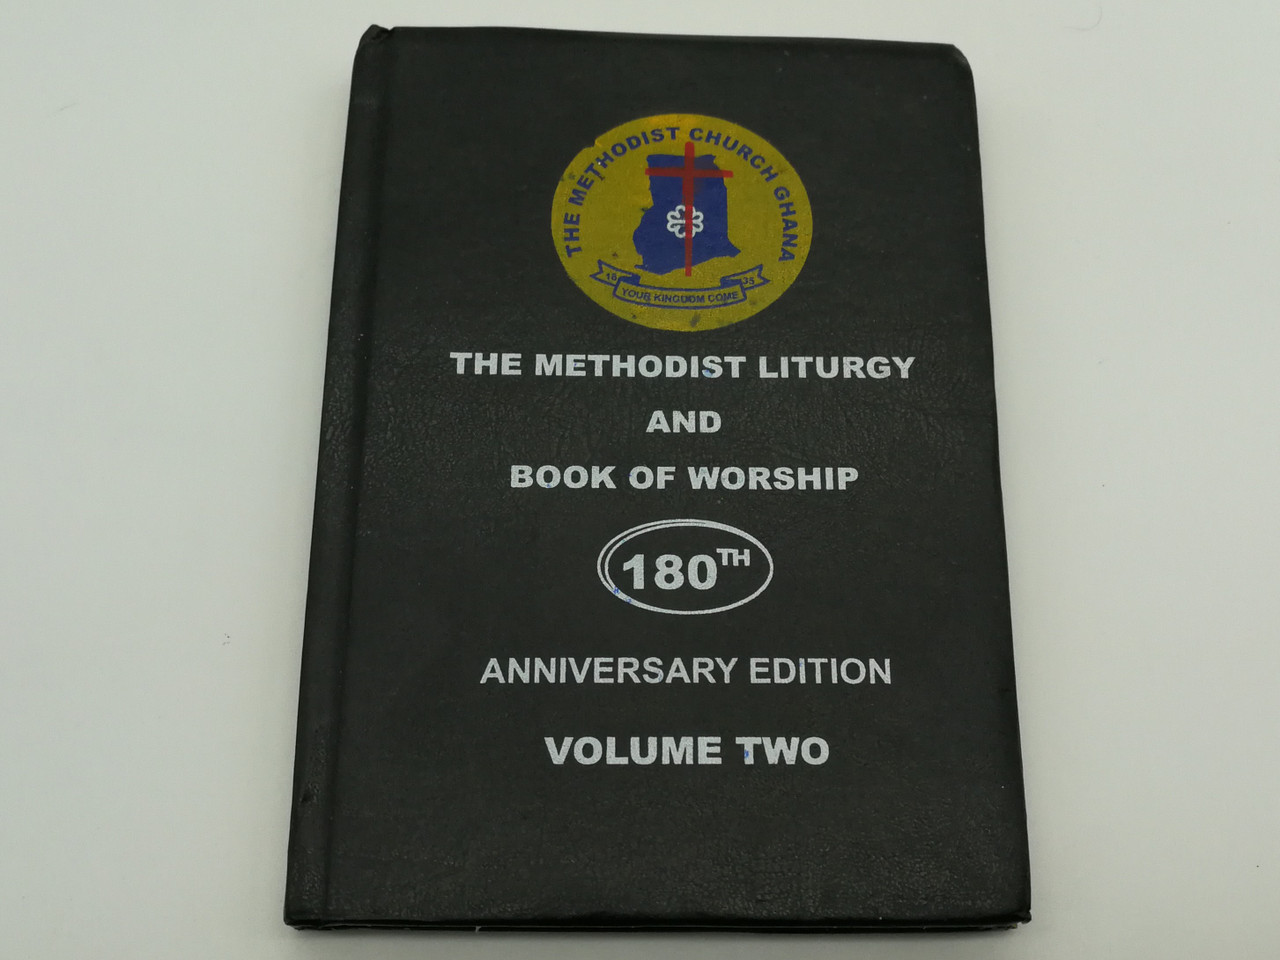 THE METHODIST CHURCH GHANA
18 35
YOUR KINGDOM COME
THE METHODIST LITURGY
AND
BOOK OF WORSHIP
180TH
ANNIVERSARY EDITION
VOLUME TWO